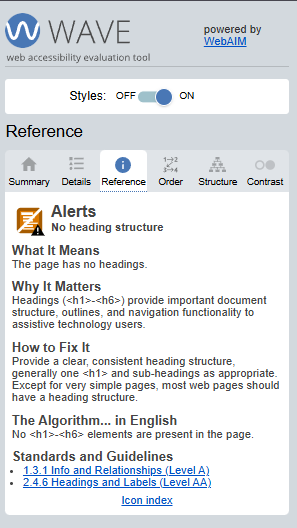 WAVE
web accessibility evaluation tool
powered by
WebAIM
Styles: OFF ON
Reference
Summary Details Reference Order Structure Contrast
1→2
3→4
Alerts
No heading structure
What It Means
The page has no headings.
Why It Matters
Headings (<h1>-<h6>) provide important document
structure, outlines, and navigation functionality to
assistive technology users.
How to Fix It
Provide a clear, consistent heading structure,
generally one <h1> and sub-headings as appropriate.
Except for very simple pages, most web pages should
have a heading structure.
The Algorithm... in English
No <h1>-<h6> elements are present in the page.
Standards and Guidelines
• 1.3.1 Info and Relationships (Level A)
• 2.4.6 Headings and Labels (Level AA)
Icon index